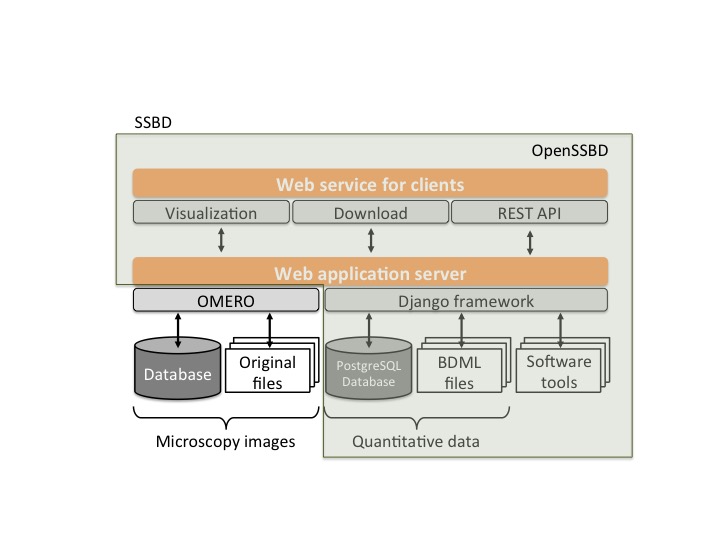 SSBD
OpenSSBD
Web service for clients
Visualization
Download
REST API
Web application server
OMERO
Django framework
Database
Original
files
PostgreSQL
Database
BDML
files
Software
tools
Microscopy images
Quantitative data